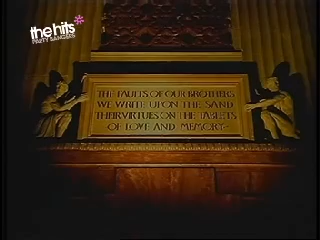 the hits
PARTY BANGERS
THE FAULTS OF OUR BROTHERS
WE WRITE UPON THE SAND
THEIR VIRTUES ON THE TABLETS
OF LOVE AND MEMORY